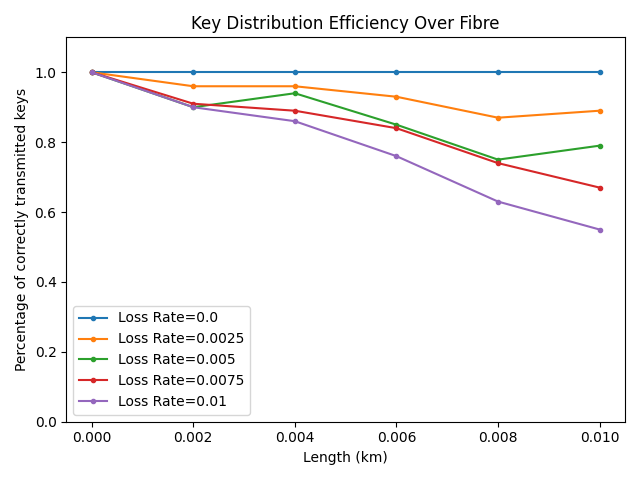 Key Distribution Efficiency Over Fibre
Percentage of correctly transmitted keys
1.0
0.8
0.6
0.4
0.2
0.0
Loss Rate=0.0
Loss Rate=0.0025
Loss Rate=0.005
Loss Rate=0.0075
Loss Rate=0.01
0.000 0.002 0.004 0.006 0.008 0.010
Length (km)